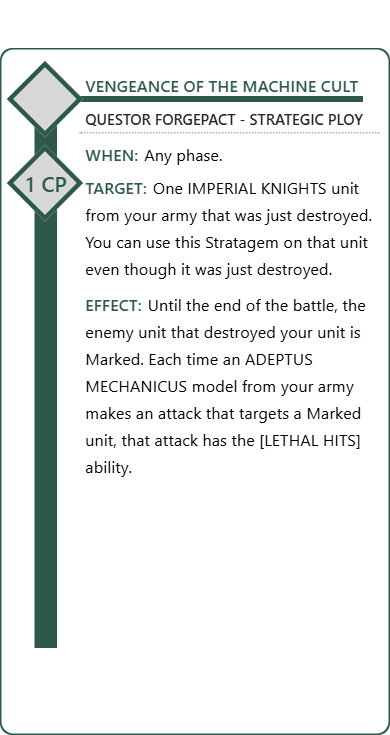 VENGEANCE OF THE MACHINE CULT
QUESTOR FORGEPACT - STRATEGIC PLOY
WHEN: Any phase.
1 CP
TARGET: One IMPERIAL KNIGHTS unit
from your army that was just destroyed.
You can use this Stratagem on that unit
even though it was just destroyed.
EFFECT: Until the end of the battle, the
enemy unit that destroyed your unit is
Marked. Each time an ADEPTUS
MECHANICUS model from your army
makes an attack that targets a Marked
unit, that attack has the [LETHAL HITS]
ability.